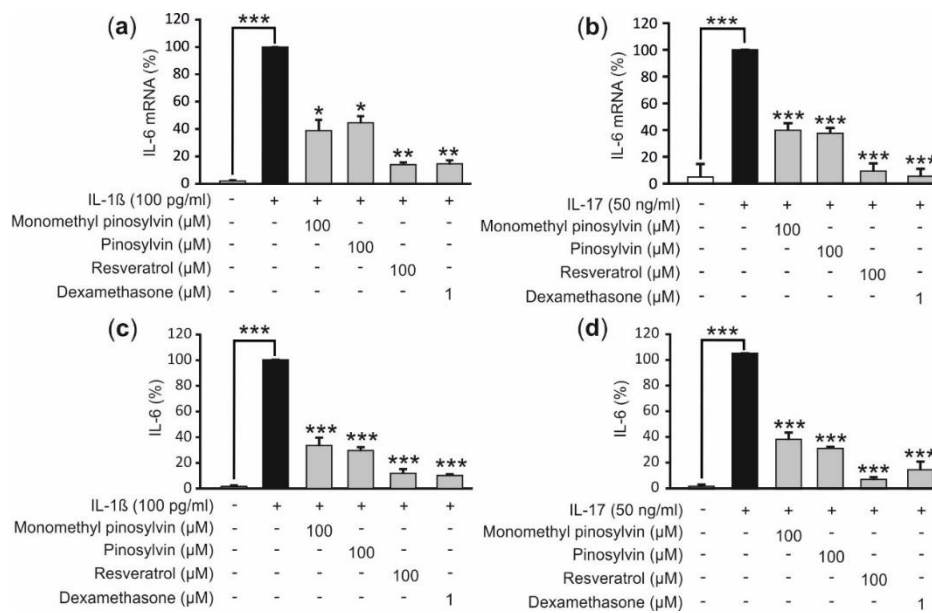 (a)
***
120
100
80
60
40
20
0
IL-6 mRNA (%)
* * ** **
IL-1ß (100 pg/ml) - + + + + +
Monomethyl pinosylvin (µM) - - 100 - - -
Pinosylvin (µM) - - - 100 - -
Resveratrol (µM) - - - - 100 -
Dexamethasone (µM) - - - - - 1
(b)
***
120
100
80
60
40
20
0
IL-6 mRNA (%)
*** *** *** ***
IL-17 (50 ng/ml) - + + + + +
Monomethyl pinosylvin (µM) - - 100 - - -
Pinosylvin (µM) - - - 100 - -
Resveratrol (µM) - - - - 100 -
Dexamethasone (µM) - - - - - 1
(c)
***
120
100
80
60
40
20
0
IL-6 (%)
*** *** *** ***
IL-1ß (100 pg/ml) - + + + + +
Monomethyl pinosylvin (µM) - - 100 - - -
Pinosylvin (µM) - - - 100 - -
Resveratrol (µM) - - - - 100 -
Dexamethasone (µM) - - - - - 1
(d)
***
120
100
80
60
40
20
0
IL-6 (%)
*** *** *** ***
IL-17 (50 ng/ml) - + + + + +
Monomethyl pinosylvin (µM) - - 100 - - -
Pinosylvin (µM) - - - 100 - -
Resveratrol (µM) - - - - 100 -
Dexamethasone (µM) - - - - - 1